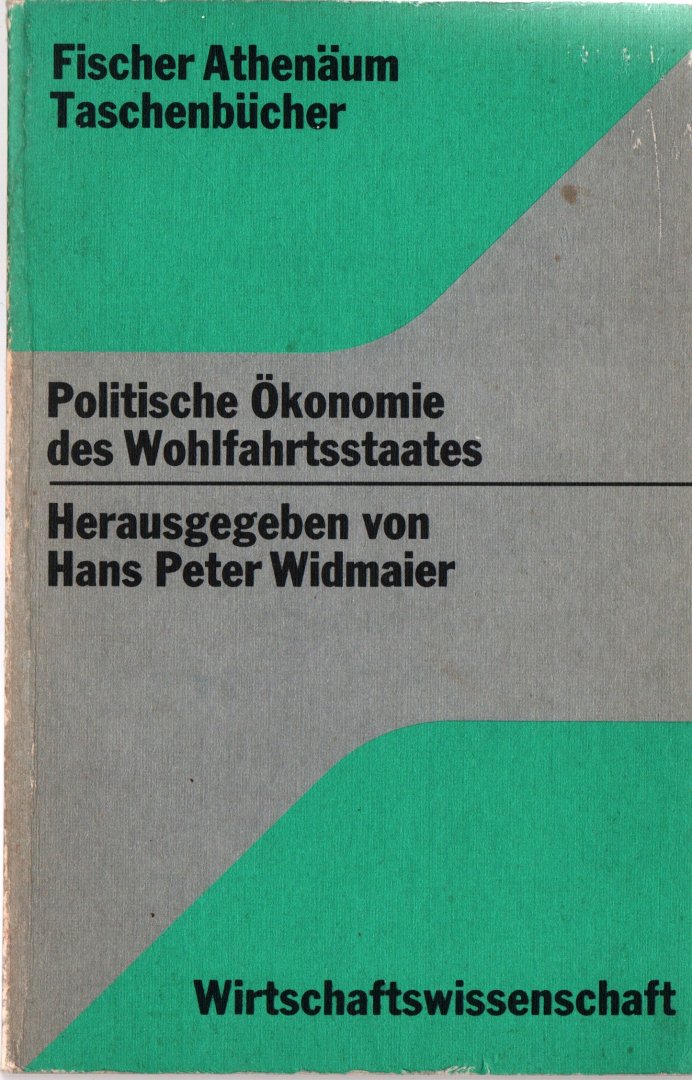 Fischer Athenäum
Taschenbücher
Politische Ökonomie
des Wohlfahrtsstaates
Herausgegeben von
Hans Peter Widmaier
Wirtschaftswissenschaft